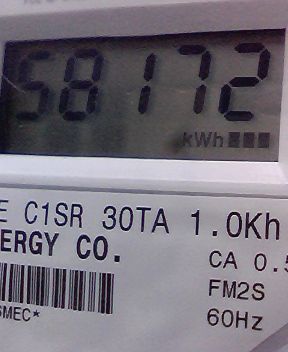 58172
kWh
E C1SR 30TA 1.0Kh
ERGY CO.
CA 0.5
FM2S
60Hz
SMEC*